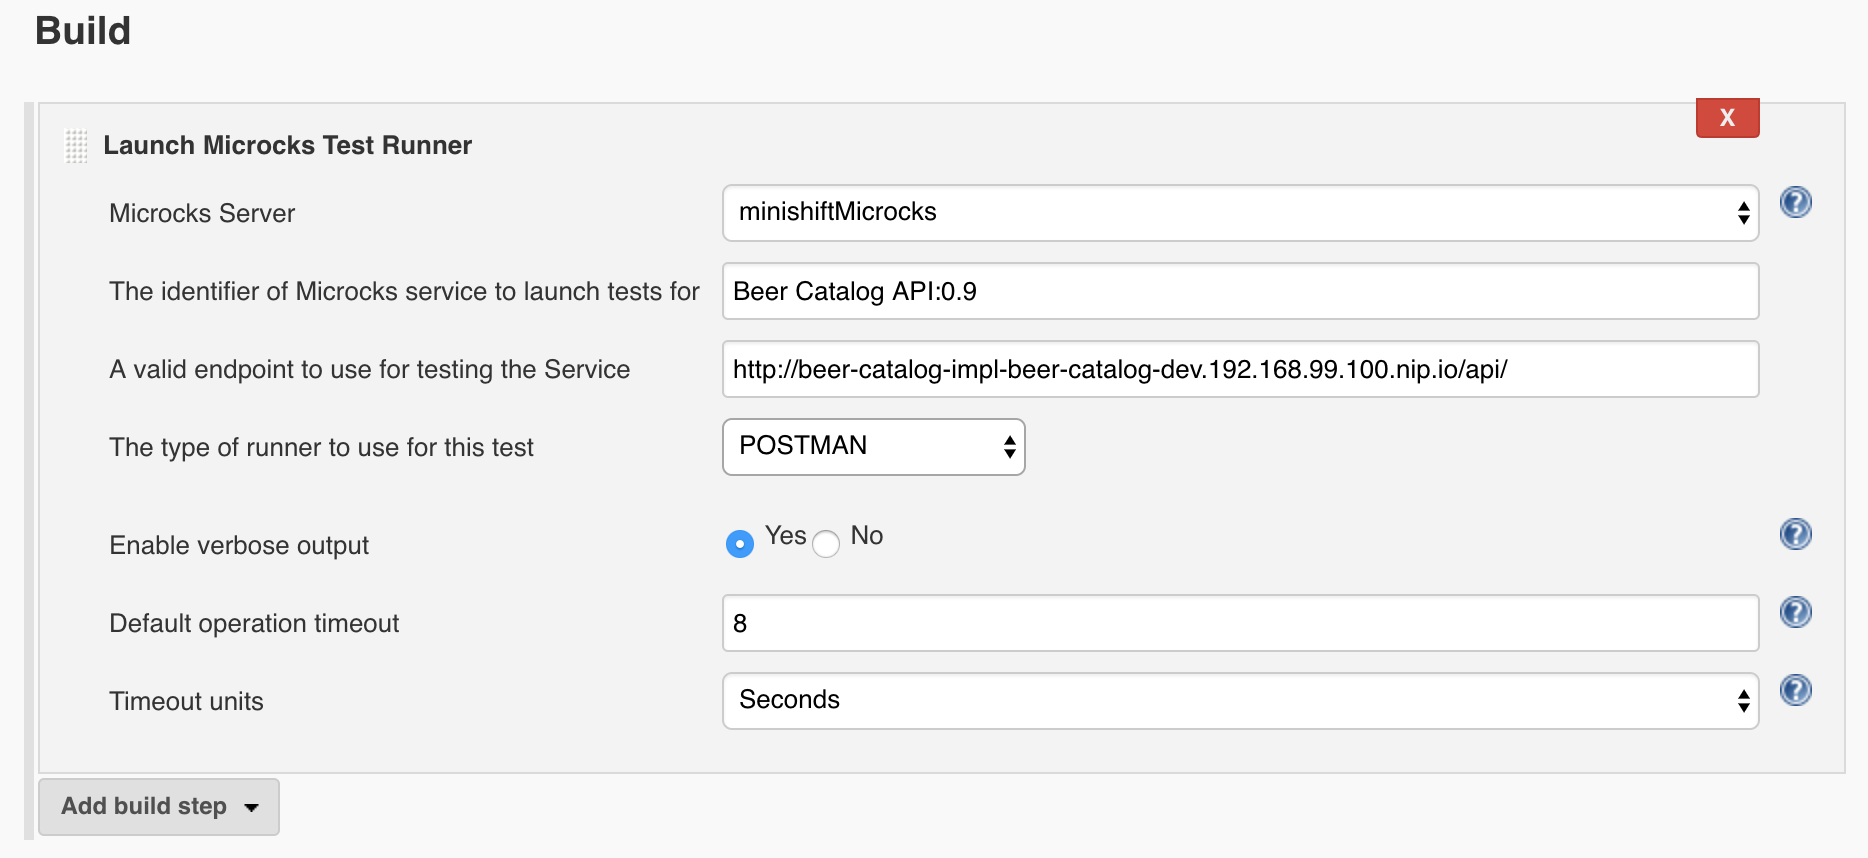 Build
X
Launch Microcks Test Runner
Microcks Server minishiftMicrocks ?
The identifier of Microcks service to launch tests for Beer Catalog API:0.9
A valid endpoint to use for testing the Service http://beer-catalog-impl-beer-catalog-dev.192.168.99.100.nip.io/api/
The type of runner to use for this test POSTMAN
Enable verbose output Yes No ?
Default operation timeout 8 ?
Timeout units Seconds ?
Add build step